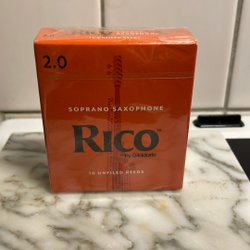 2.0
SOPRANO SAXOPHONE
RICO
by D'Addario
10 UNFILED REEDS